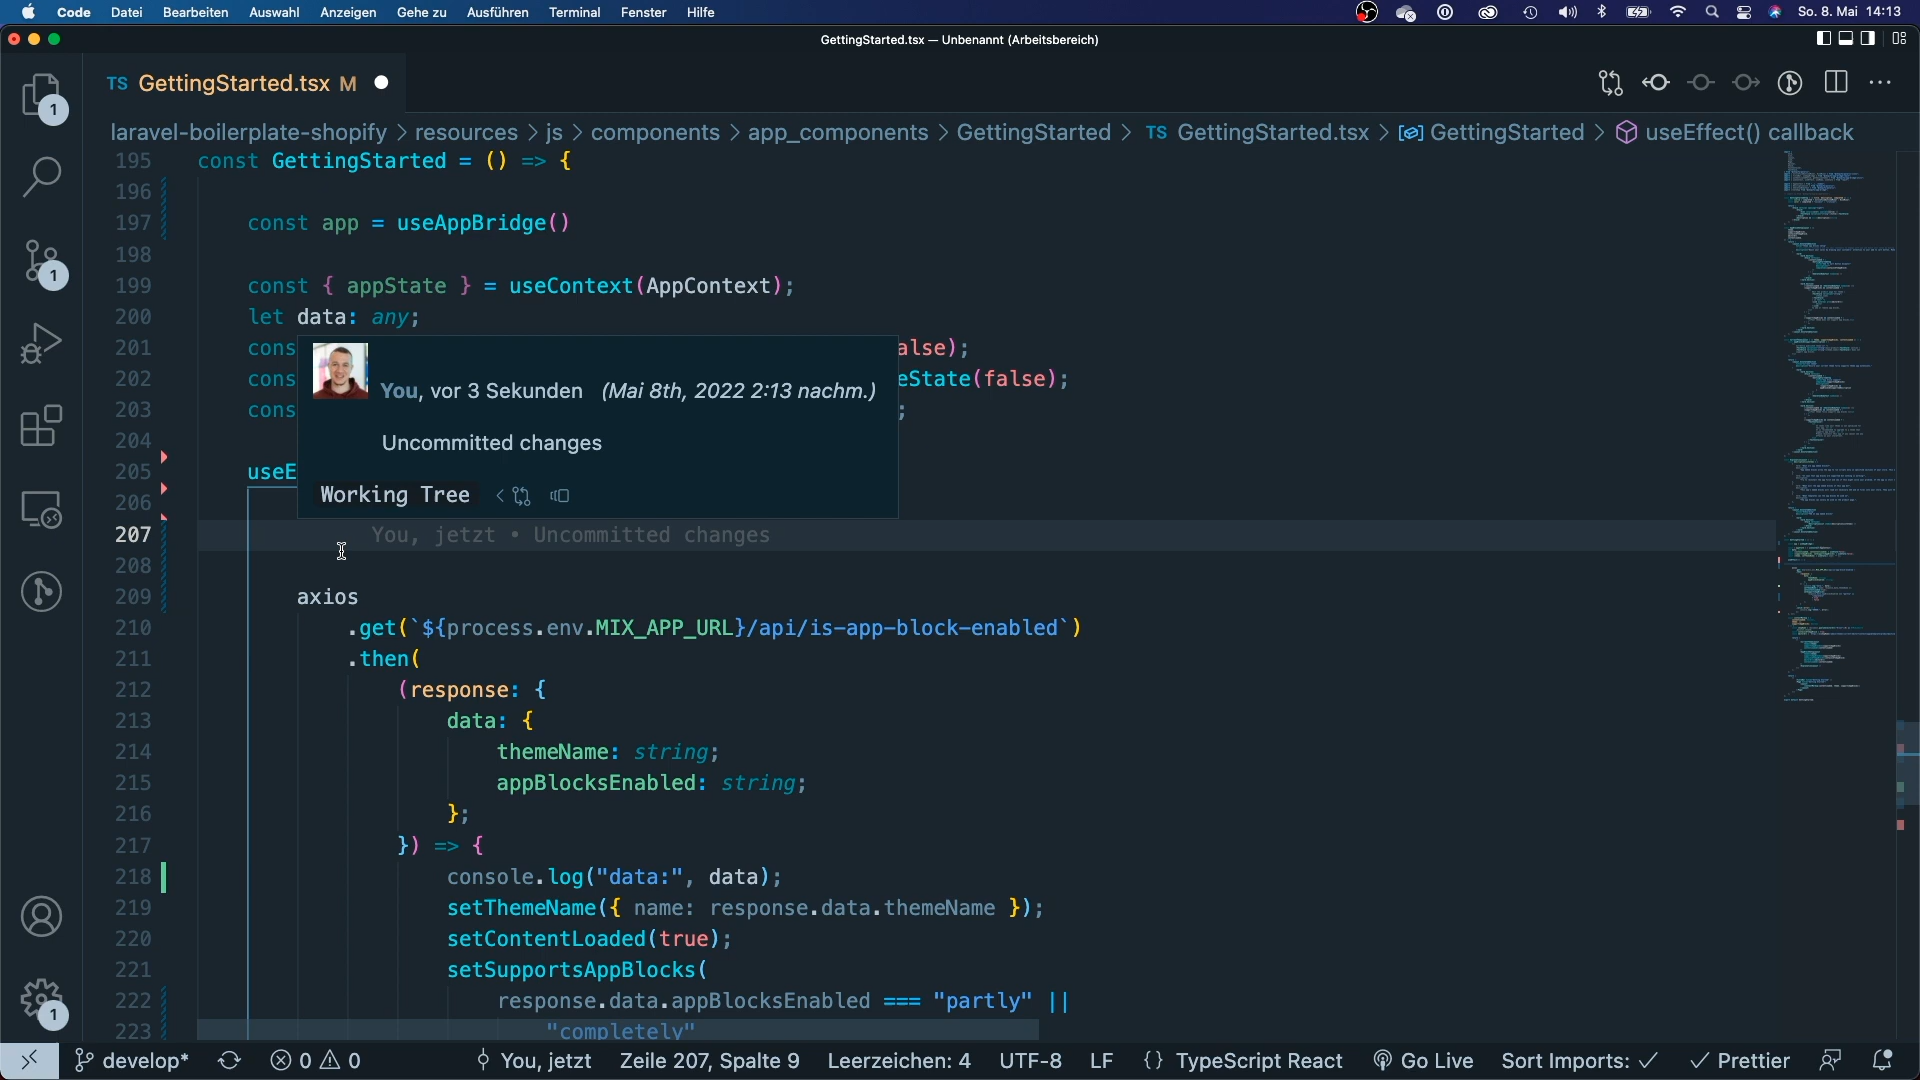 Code Datei Bearbeiten Auswahl Anzeigen Gehe zu Ausführen Terminal Fenster Hilfe So. 8. Mai 14:13
GettingStarted.tsx — Unbenannt (Arbeitsbereich)
TS GettingStarted.tsx M
laravel-boilerplate-shopify > resources > js > components > app_components > GettingStarted > TS GettingStarted.tsx > GettingStarted > useEffect() callback
195 const GettingStarted = () => {
196
197 const app = useAppBridge()
198
199 const { appState } = useContext(AppContext);
200 let data: any;
201 cons alse);
202 cons eState(false);
203 cons ;
204
205 useE
206
207 You, jetzt • Uncommitted changes
208
209 axios
210 .get(`${process.env.MIX_APP_URL}/api/is-app-block-enabled`)
211 .then(
212 (response: {
213 data: {
214 themeName: string;
215 appBlocksEnabled: string;
216 };
217 }) => {
218 console.log("data:", data);
219 setThemeName({ name: response.data.themeName });
220 setContentLoaded(true);
221 setSupportsAppBlocks(
222 response.data.appBlocksEnabled === "partly" ||
223 "completely"
You, vor 3 Sekunden (Mai 8th, 2022 2:13 nachm.)
Uncommitted changes
Working Tree
1
1
1
develop* 0 0 You, jetzt Zeile 207, Spalte 9 Leerzeichen: 4 UTF-8 LF {} TypeScript React Go Live Sort Imports: ✓ ✓ Prettier